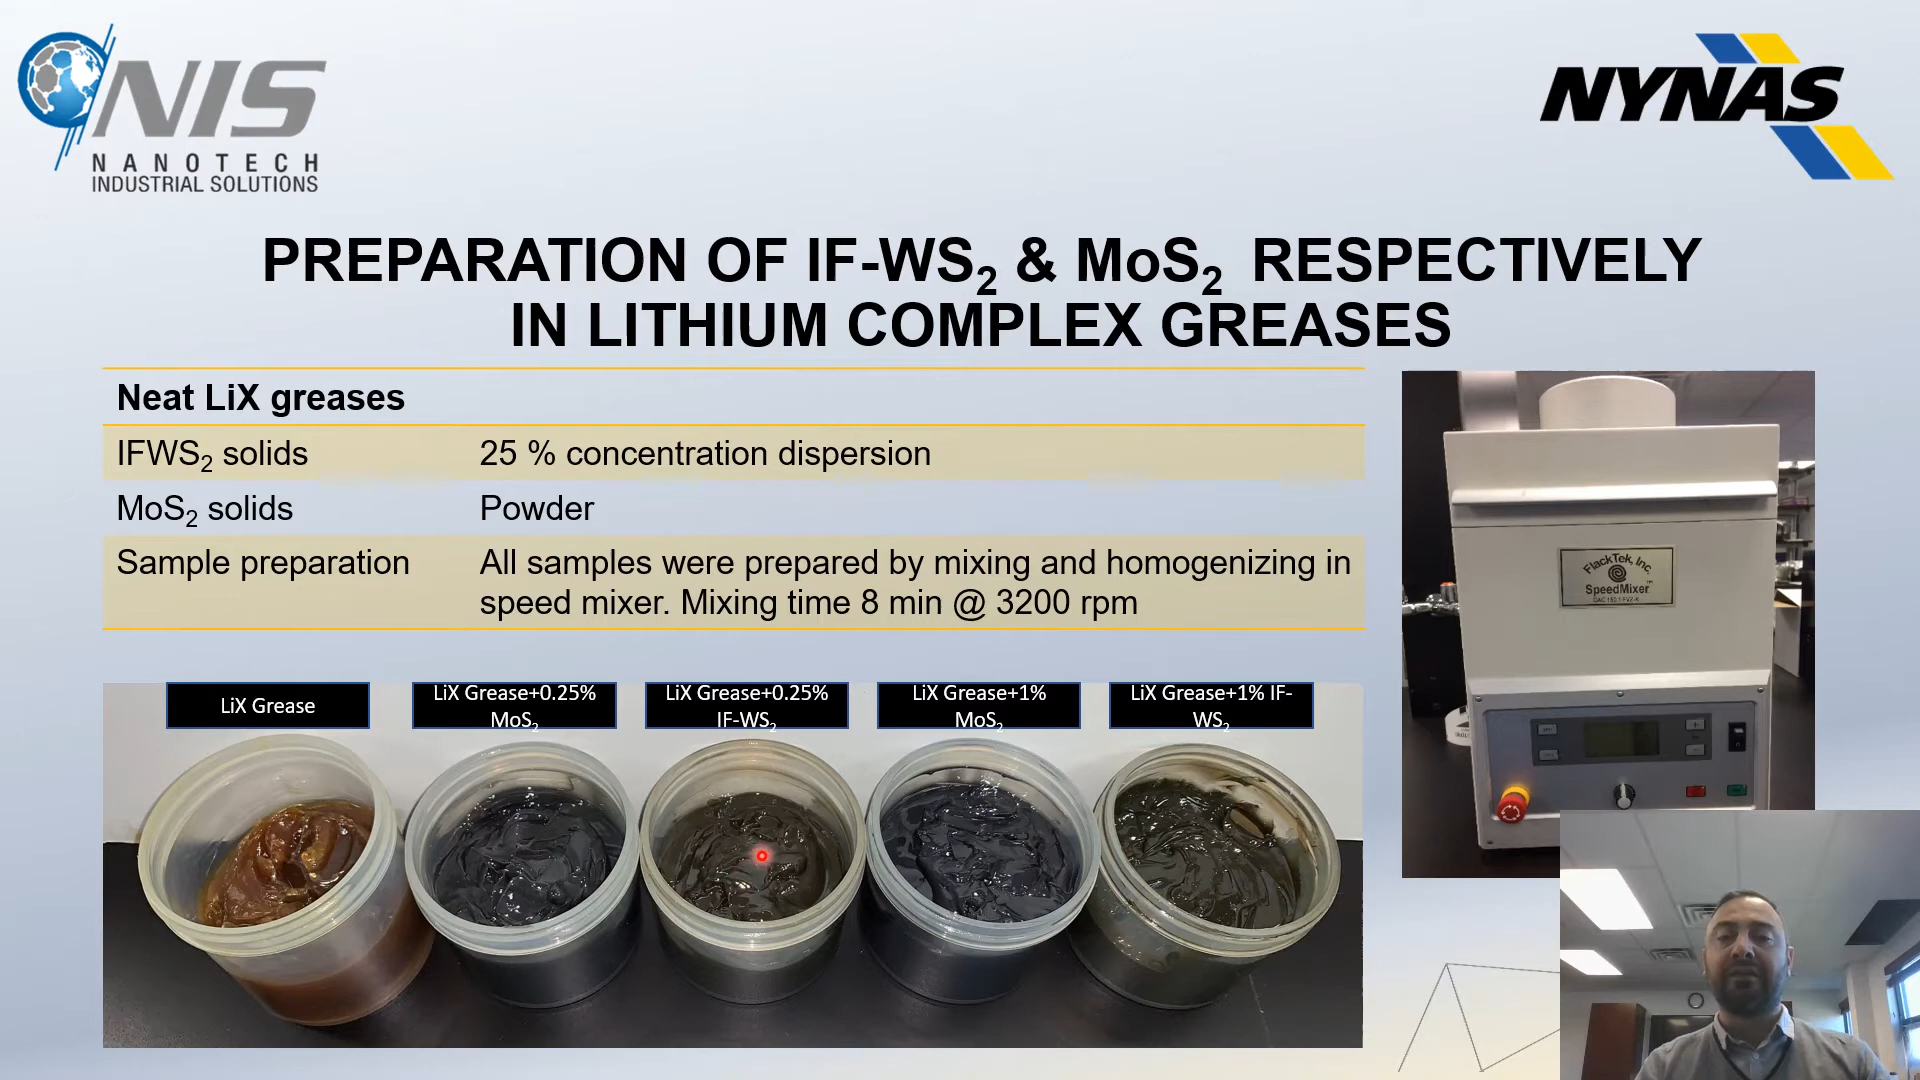 NIS
NANOTECH
INDUSTRIAL SOLUTIONS
NYNAS
PREPARATION OF IF-WS₂ & MoS₂ RESPECTIVELY
IN LITHIUM COMPLEX GREASES
Neat LiX greases
IFWS₂ solids 25 % concentration dispersion
MoS₂ solids Powder
Sample preparation All samples were prepared by mixing and homogenizing in
speed mixer. Mixing time 8 min @ 3200 rpm
LiX Grease
LiX Grease+0.25%
MoS₂
LiX Grease+0.25%
IF-WS₂
LiX Grease+1%
MoS₂
LiX Grease+1% IF-
WS₂
FlackTek, Inc.
SpeedMixer™